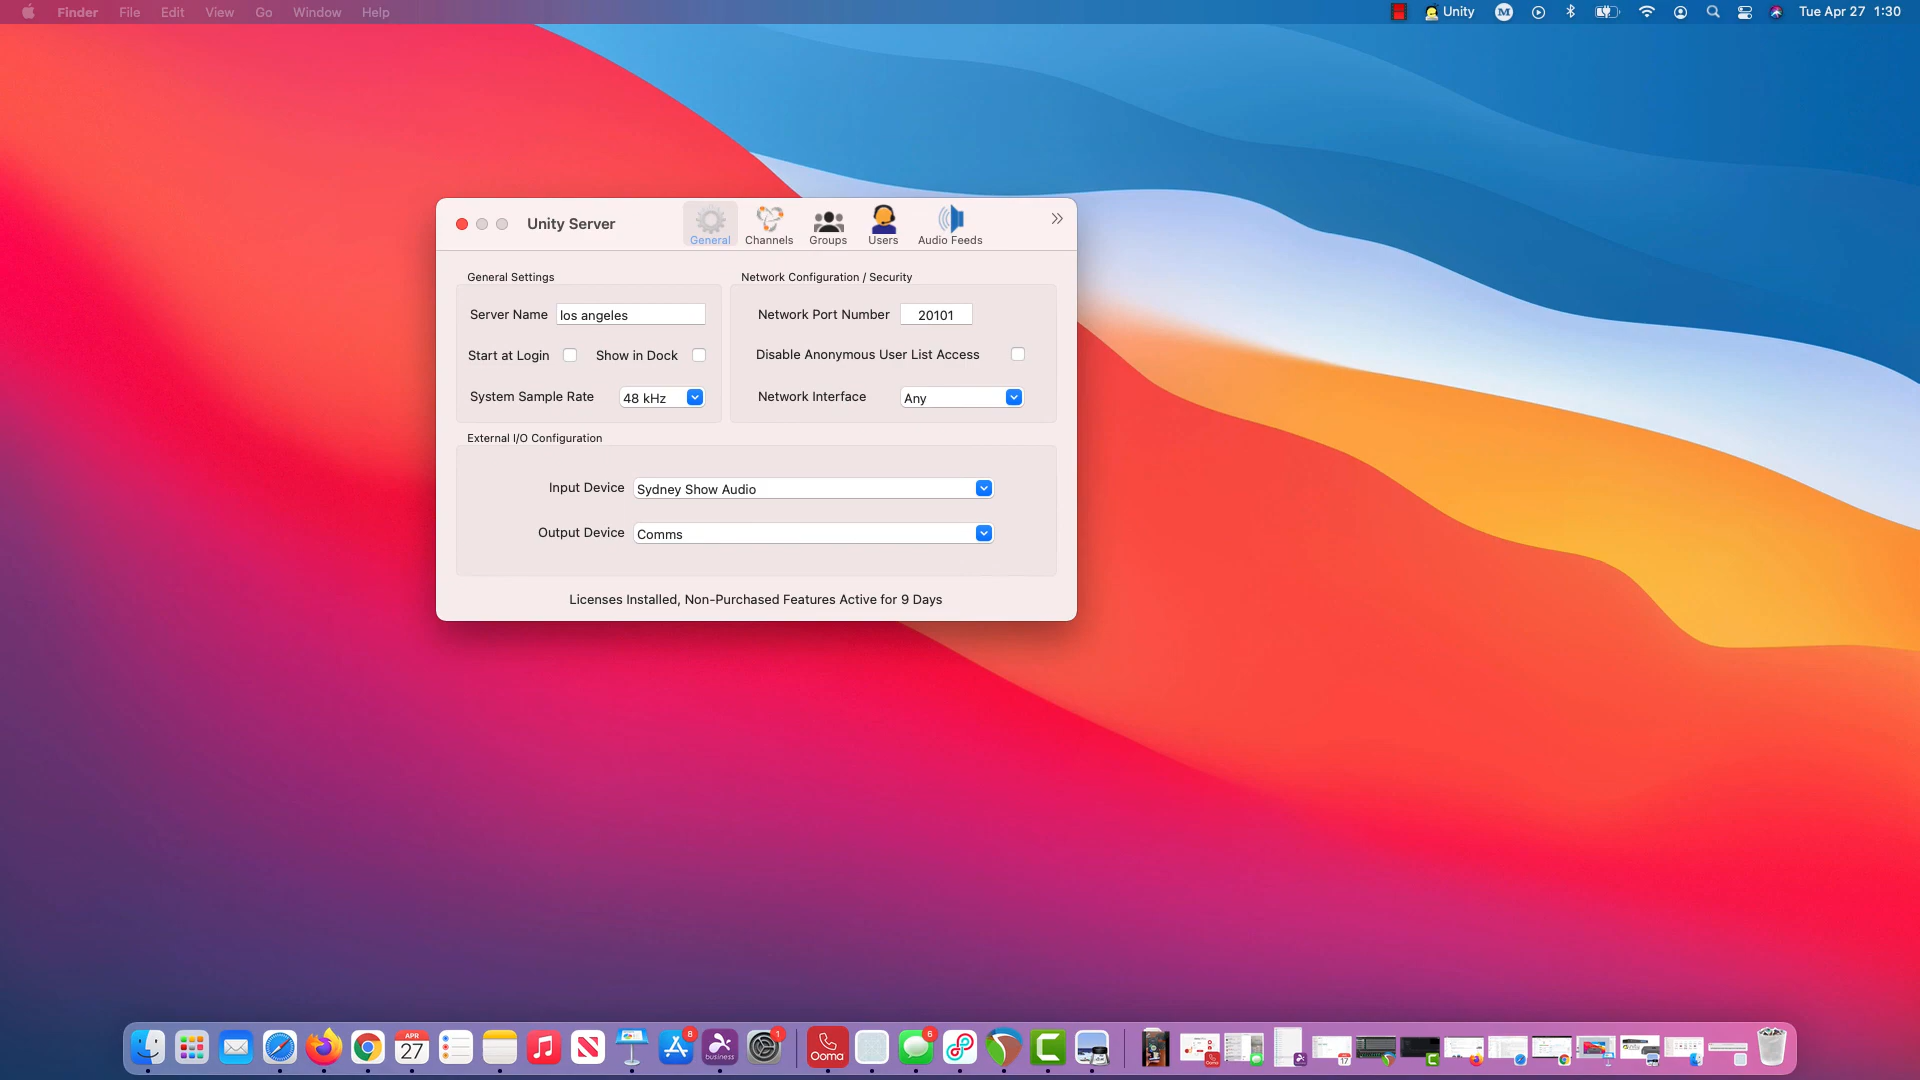 Finder File Edit View Go Window Help
Unity
M
Tue Apr 27 1:30
Unity Server
General
Channels
Groups
Users
Audio Feeds
General Settings
Server Name los angeles
Start at Login Show in Dock
System Sample Rate 48 kHz
Network Configuration / Security
Network Port Number 20101
Disable Anonymous User List Access
Network Interface Any
External I/O Configuration
Input Device Sydney Show Audio
Output Device Comms
Licenses Installed, Non-Purchased Features Active for 9 Days
APR
27
8
business
1
Ooma
6
17